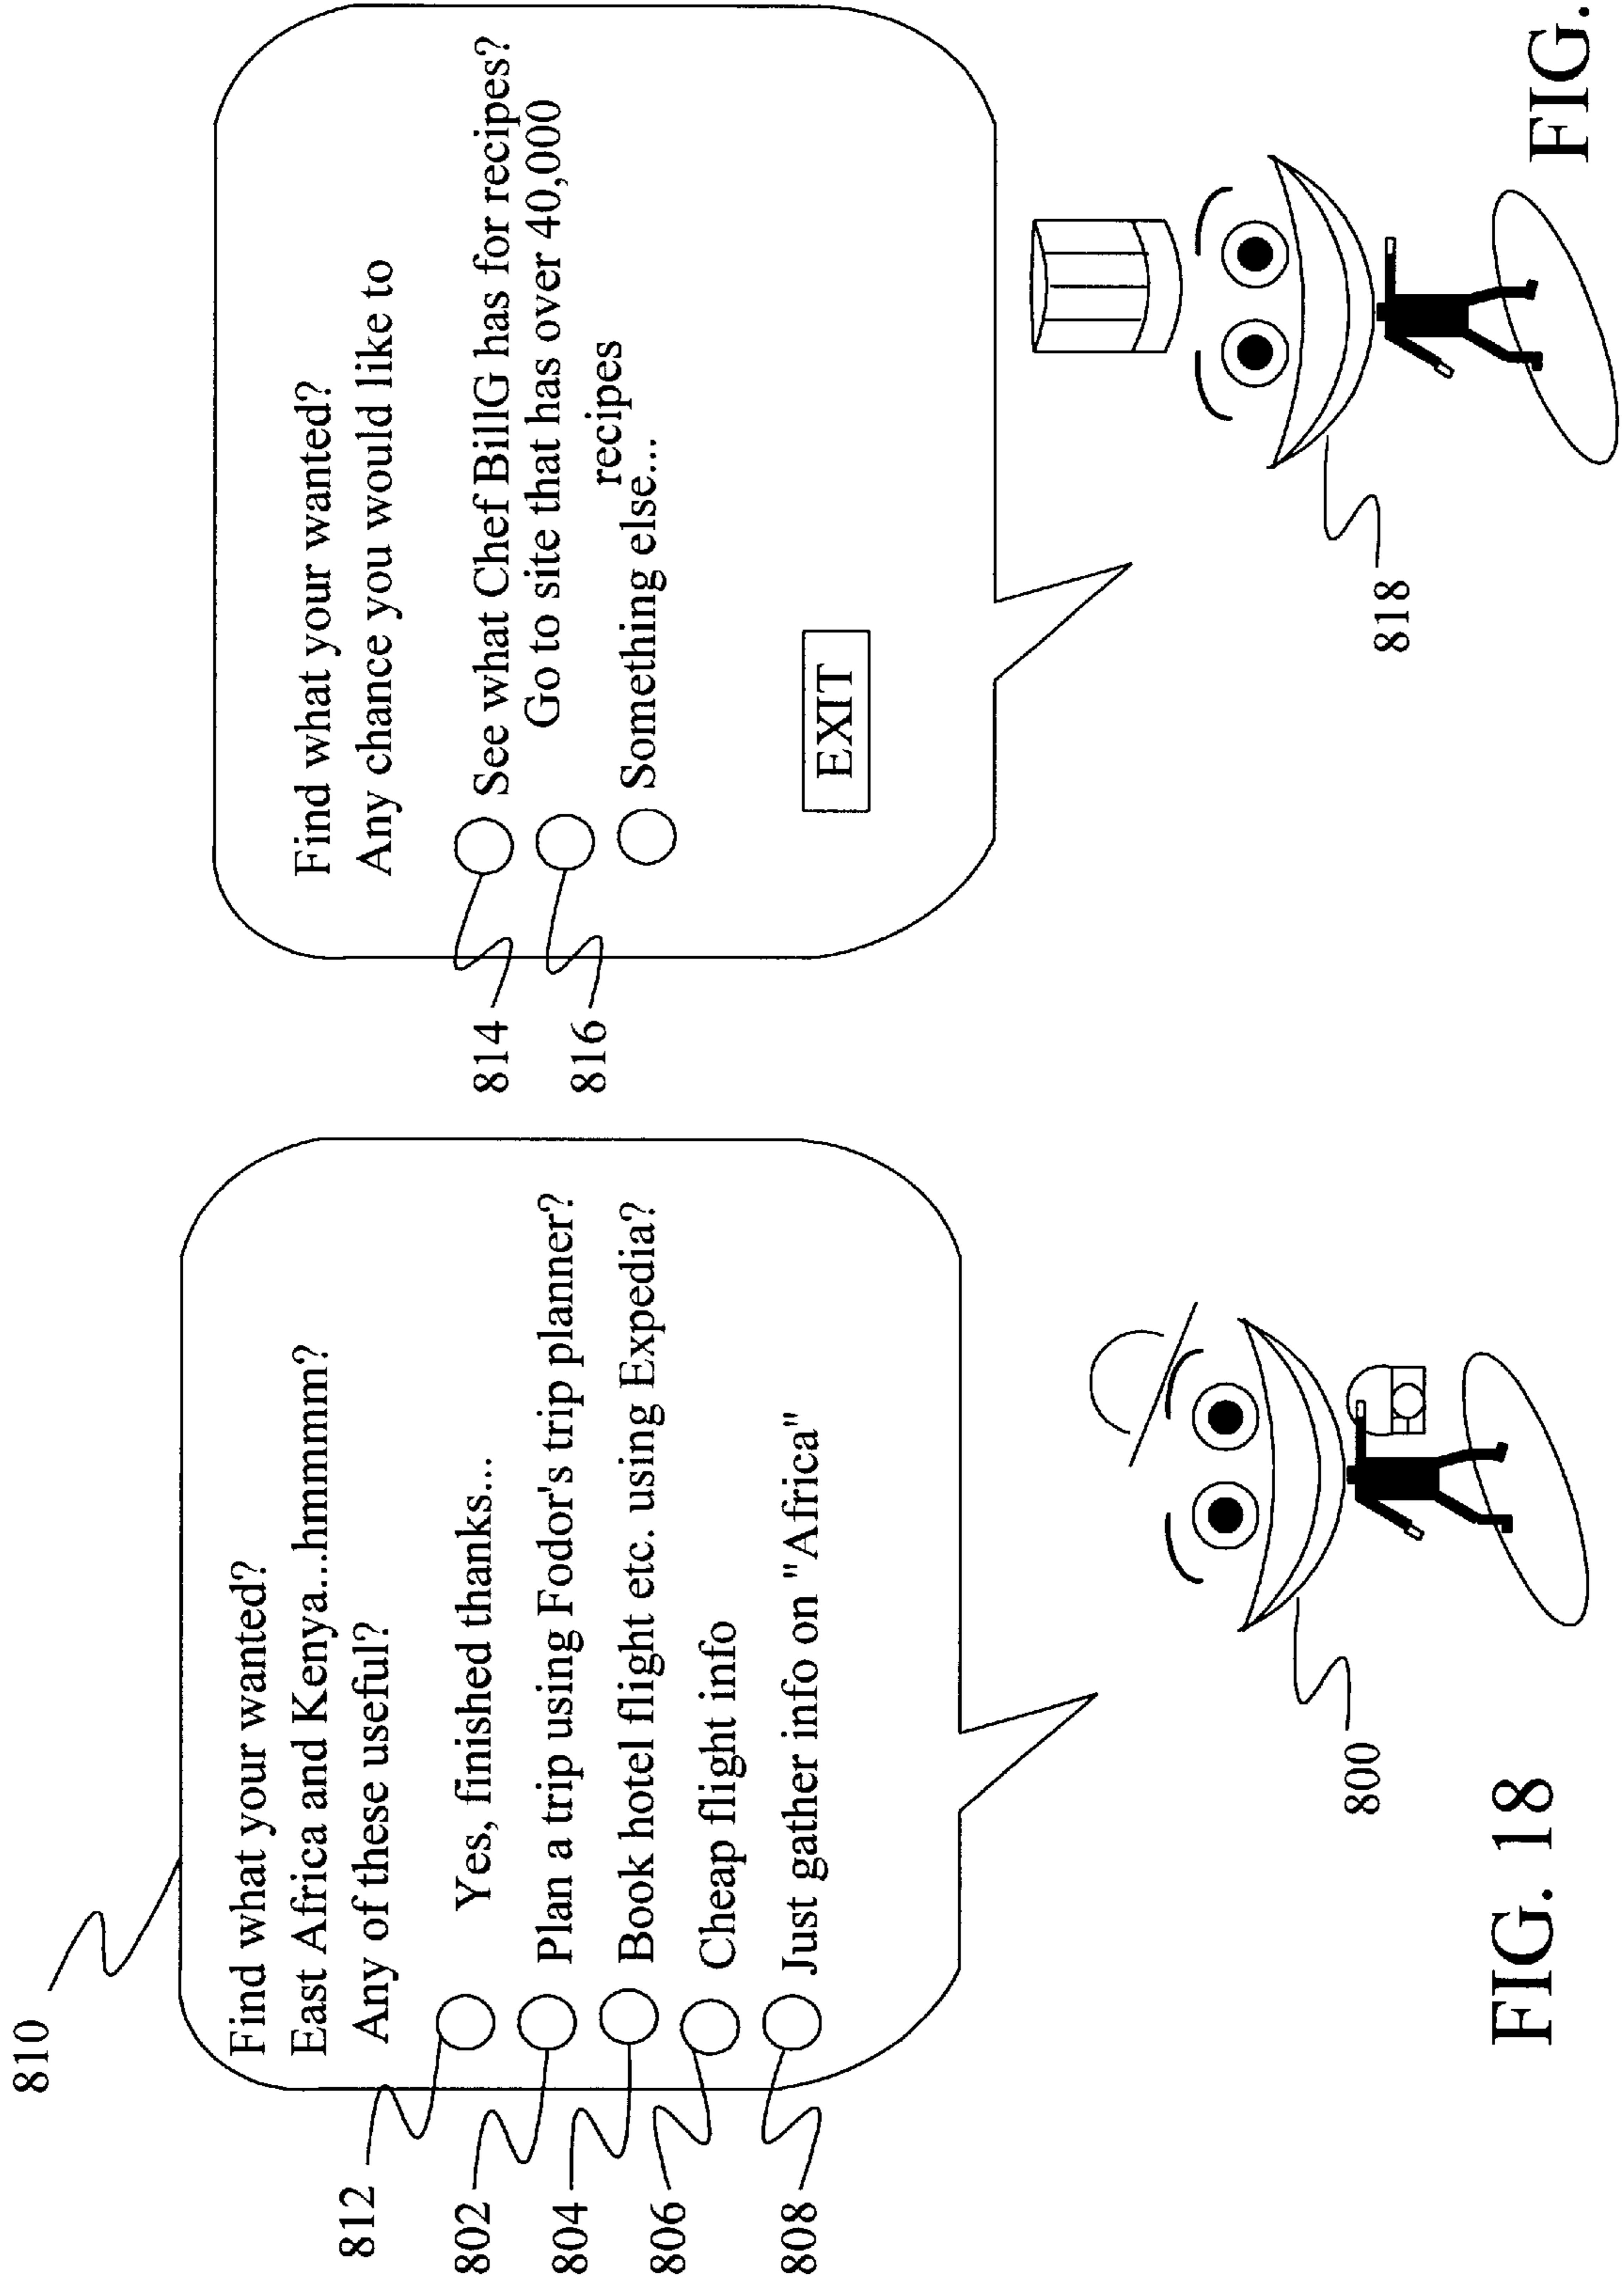 810
Find what your wanted?
East Africa and Kenya...hmmmm?
Any of these useful?
812
Yes, finished thanks...
802
Plan a trip using Fodor's trip planner?
804
Book hotel flight etc. using Expedia?
806
Cheap flight info
808
Just gather info on "Africa"
800
FIG. 18
Find what your wanted?
Any chance you would like to
814
See what Chef BillG has for recipes?
816
Go to site that has over 40,000
recipes
Something else...
EXIT
818
FIG.